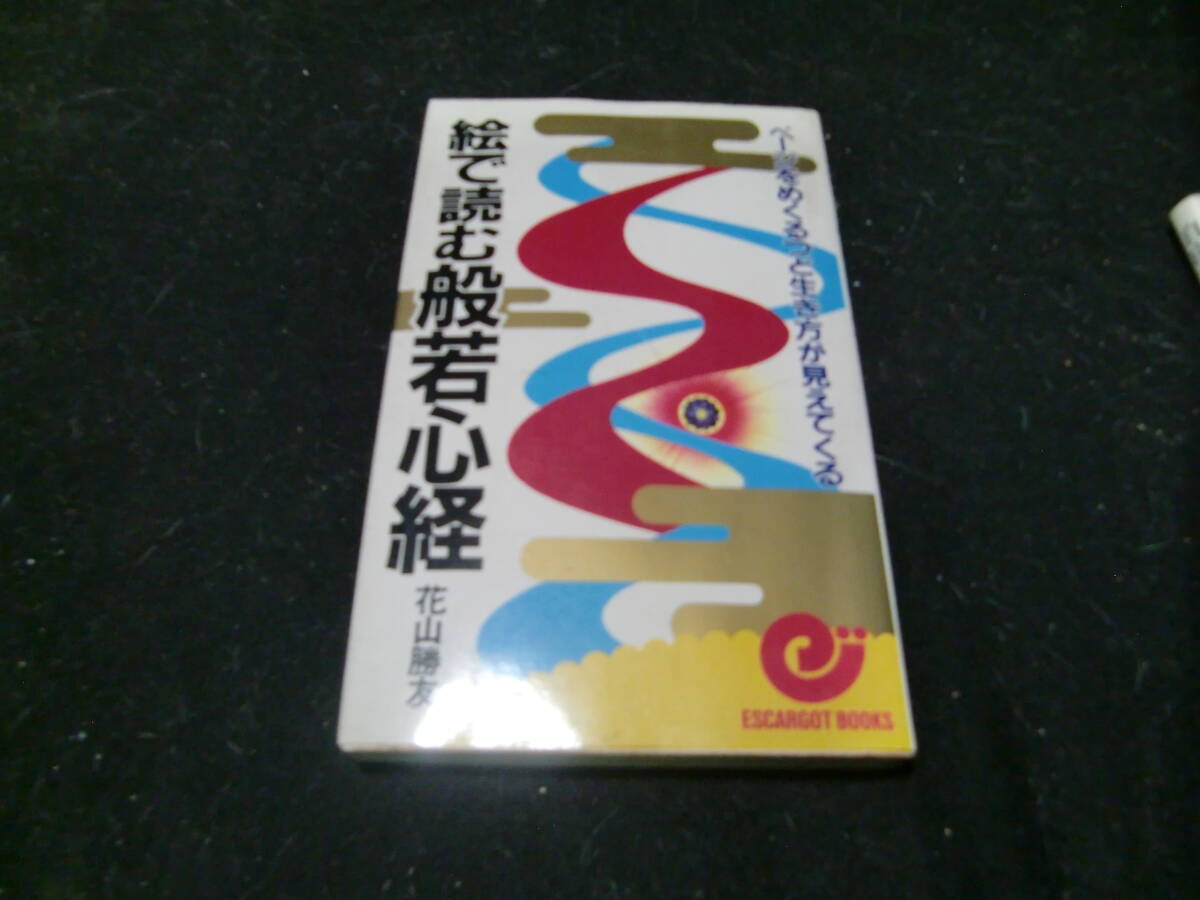 ページをめくるっと生き方が見えてくる
絵で読む般若心経
花山勝友
ESCARGOT BOOKS